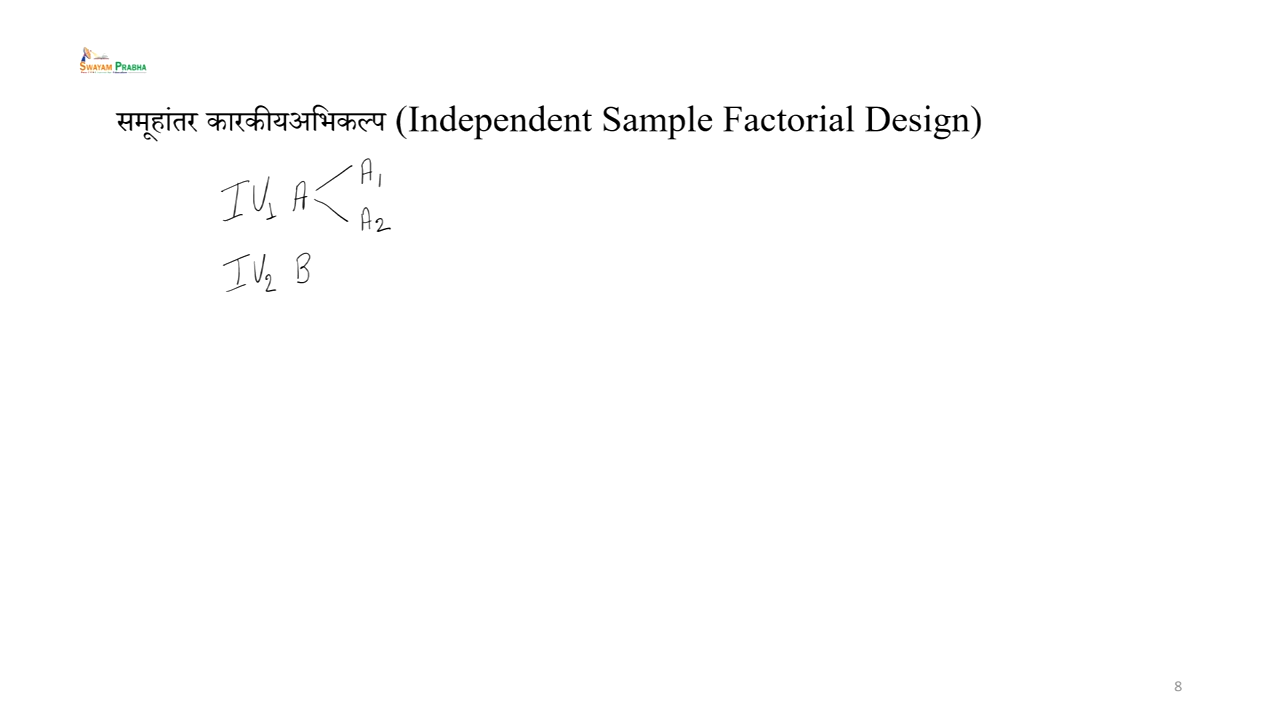 SWAYAM PRABHA
समूहांतर कारकीयअभिकल्प (Independent Sample Factorial Design)
IV1 A A1
A2
IV2 B
8